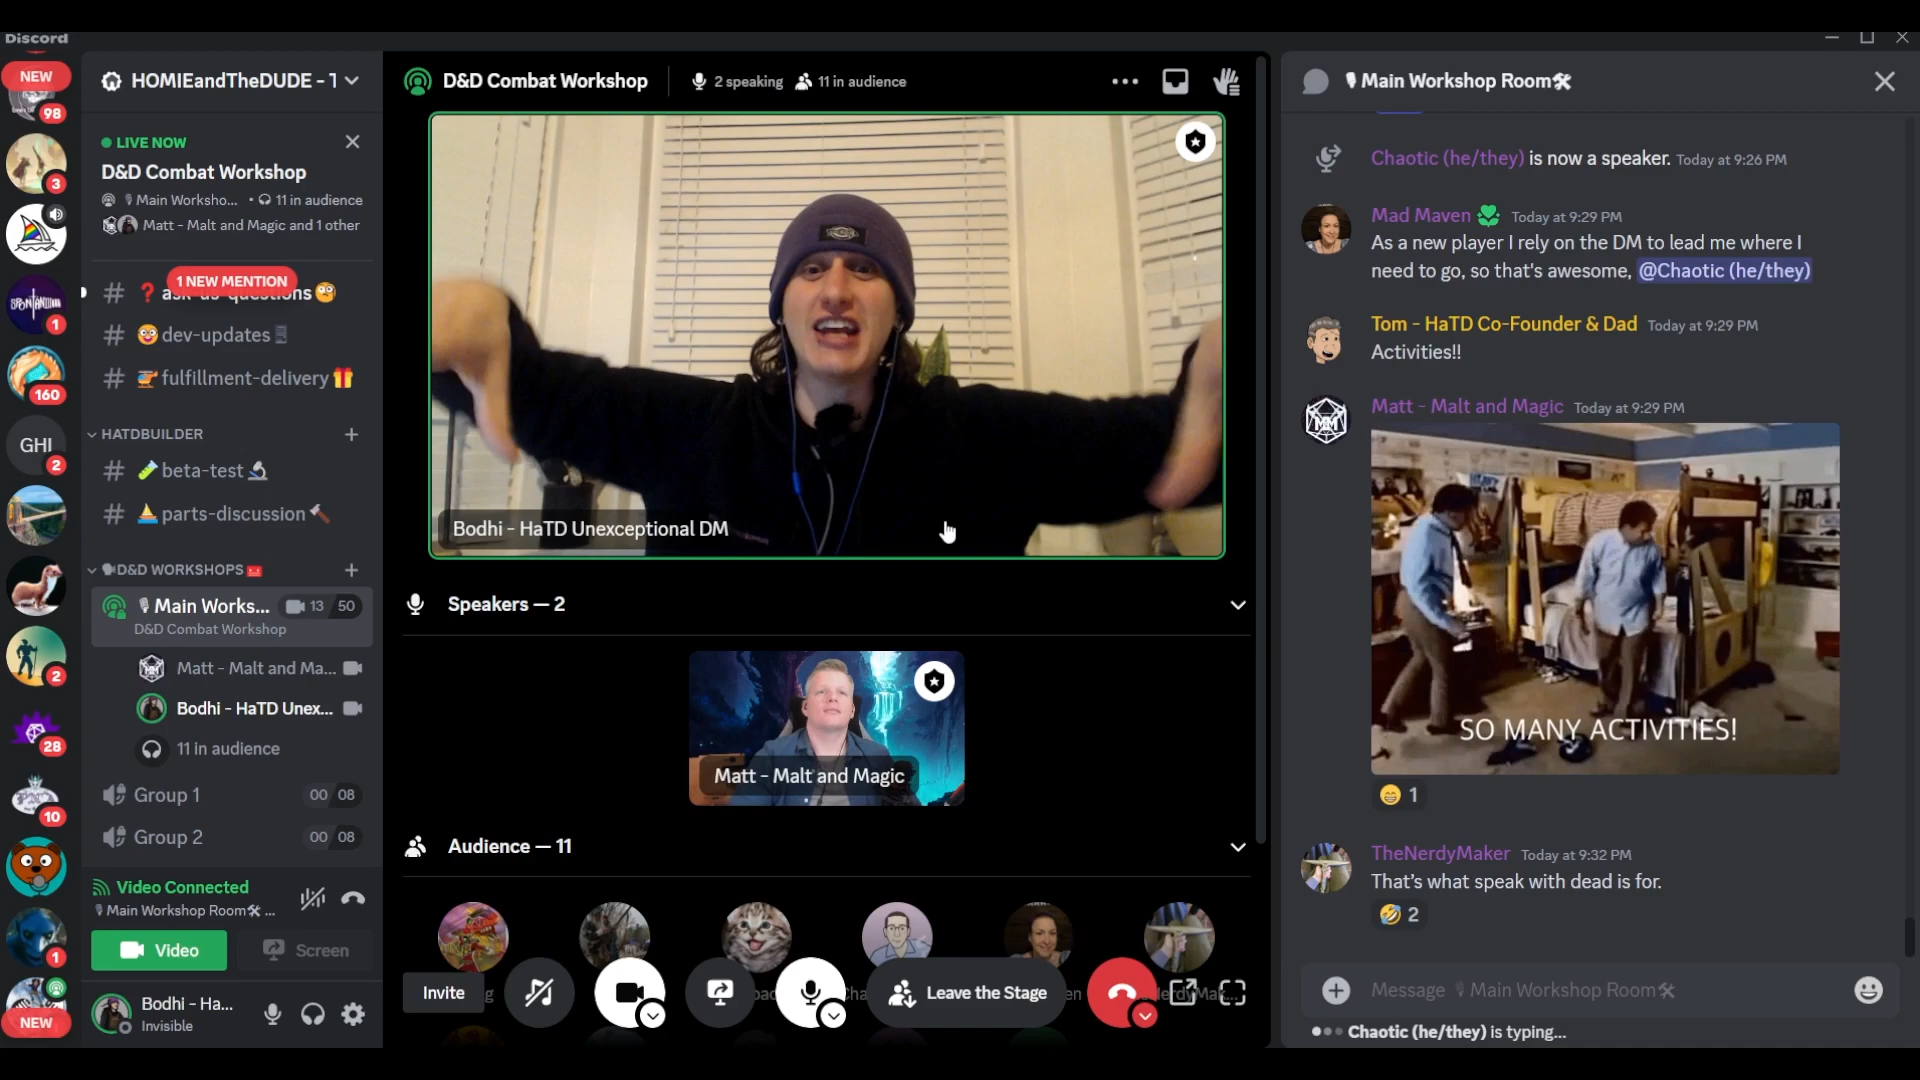 Discord
NEW
98
3
SPONTANEUM
1
160
GHI
2
2
28
10
1
NEW
HOMIEandTheDUDE - T
LIVE NOW
D&D Combat Workshop
Main Worksho... • 11 in audience
Matt - Malt and Magic and 1 other
1 NEW MENTION
# ask-us-questions
# dev-updates
# fulfillment-delivery
HATDBUILDER
# beta-test
# parts-discussion
D&D WORKSHOPS
Main Works... 13 50
D&D Combat Workshop
Matt - Malt and Ma...
Bodhi - HaTD Unex...
11 in audience
Group 1 00 08
Group 2 00 08
Video Connected
Main Workshop Room ...
Video Screen
Bodhi - Ha...
Invisible
D&D Combat Workshop 2 speaking 11 in audience
Bodhi - HaTD Unexceptional DM
Speakers — 2
Matt - Malt and Magic
Audience — 11
Invite Leave the Stage
Main Workshop Room
Chaotic (he/they) is now a speaker. Today at 9:26 PM
Mad Maven Today at 9:29 PM
As a new player I rely on the DM to lead me where I
need to go, so that's awesome, @Chaotic (he/they)
Tom - HaTD Co-Founder & Dad Today at 9:29 PM
Activities!!
Matt - Malt and Magic Today at 9:29 PM
SO MANY ACTIVITIES!
1
TheNerdyMaker Today at 9:32 PM
That's what speak with dead is for.
2
Message Main Workshop Room
Chaotic (he/they) is typing...